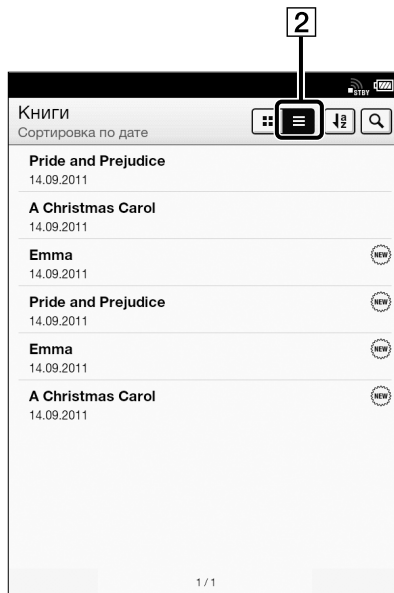 2
STBY
Книги
Сортировка по дате
a
z
Pride and Prejudice
14.09.2011
A Christmas Carol
14.09.2011
Emma
14.09.2011
NEW
Pride and Prejudice
14.09.2011
NEW
Emma
14.09.2011
NEW
A Christmas Carol
14.09.2011
NEW
1 / 1